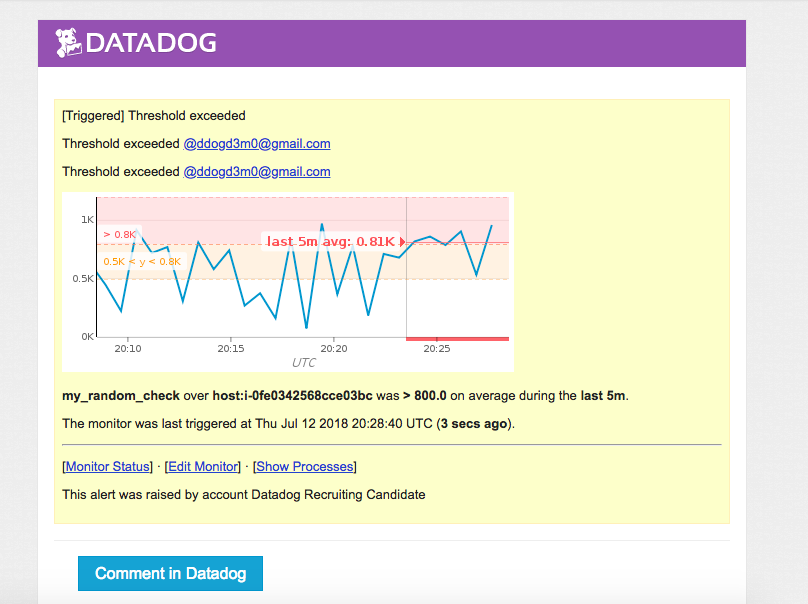 DATADOG
[Triggered] Threshold exceeded
Threshold exceeded @ddogd3m0@gmail.com
Threshold exceeded @ddogd3m0@gmail.com
1K
> 0.8K
last 5m avg: 0.81K
0.5K < y < 0.8K
0.5K
0K
20:10 20:15 20:20 20:25
UTC
my_random_check over host:i-0fe0342568cce03bc was > 800.0 on average during the last 5m.
The monitor was last triggered at Thu Jul 12 2018 20:28:40 UTC (3 secs ago).
[Monitor Status] · [Edit Monitor] · [Show Processes]
This alert was raised by account Datadog Recruiting Candidate
Comment in Datadog